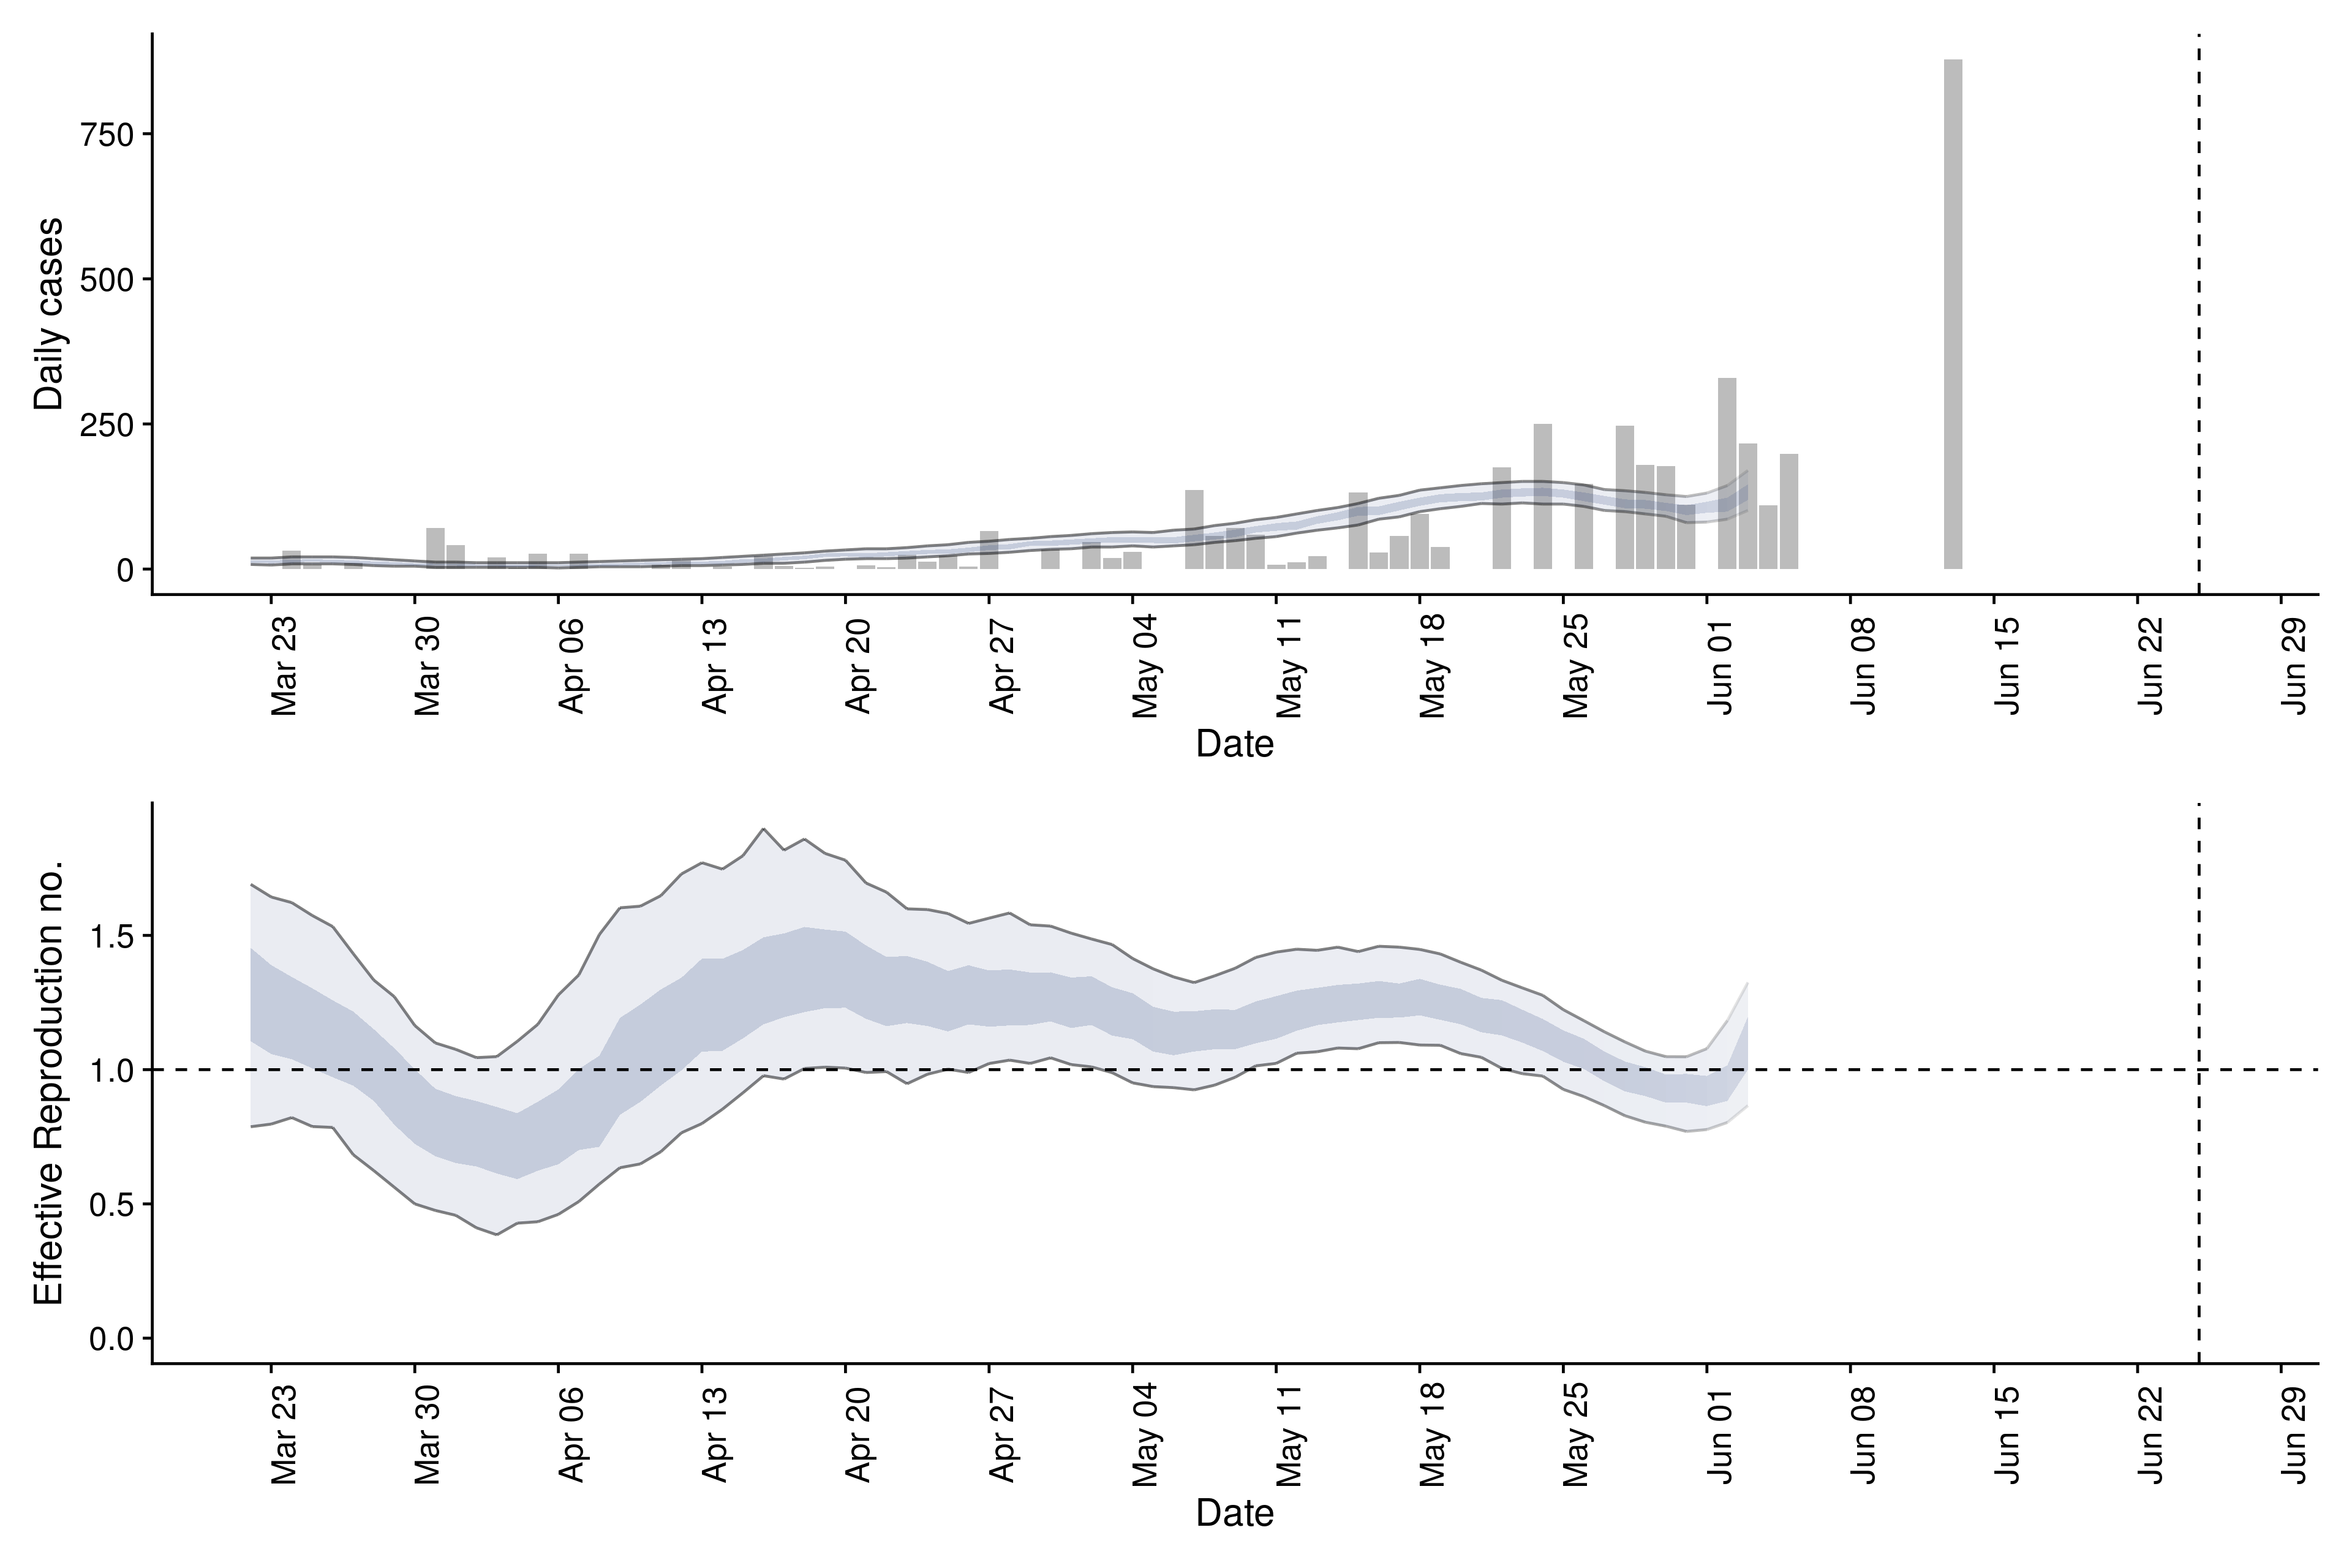 Daily cases
750
500
250
0
Mar 23
Mar 30
Apr 06
Apr 13
Apr 20
Apr 27
May 04
May 11
May 18
May 25
Jun 01
Jun 08
Jun 15
Jun 22
Jun 29
Date
Effective Reproduction no.
1.5
1.0
0.5
0.0
Mar 23
Mar 30
Apr 06
Apr 13
Apr 20
Apr 27
May 04
May 11
May 18
May 25
Jun 01
Jun 08
Jun 15
Jun 22
Jun 29
Date